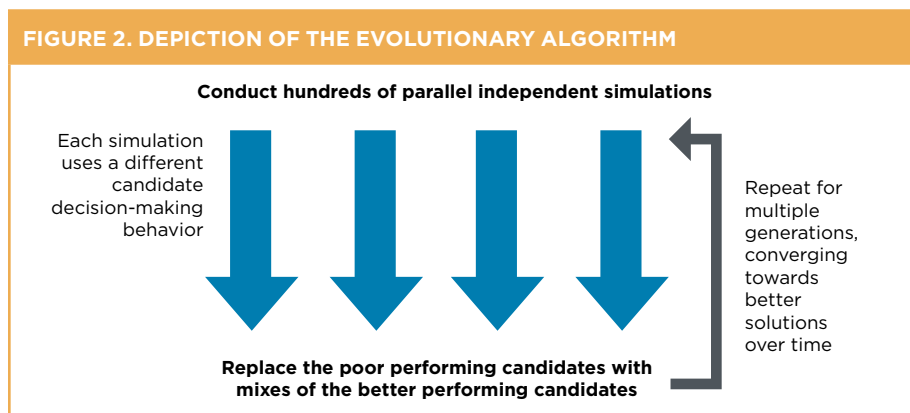 FIGURE 2. DEPICTION OF THE EVOLUTIONARY ALGORITHM
Conduct hundreds of parallel independent simulations
Each simulation
uses a different
candidate
decision-making
behavior
Repeat for
multiple
generations,
converging
towards
better
solutions
over time
Replace the poor performing candidates with
mixes of the better performing candidates